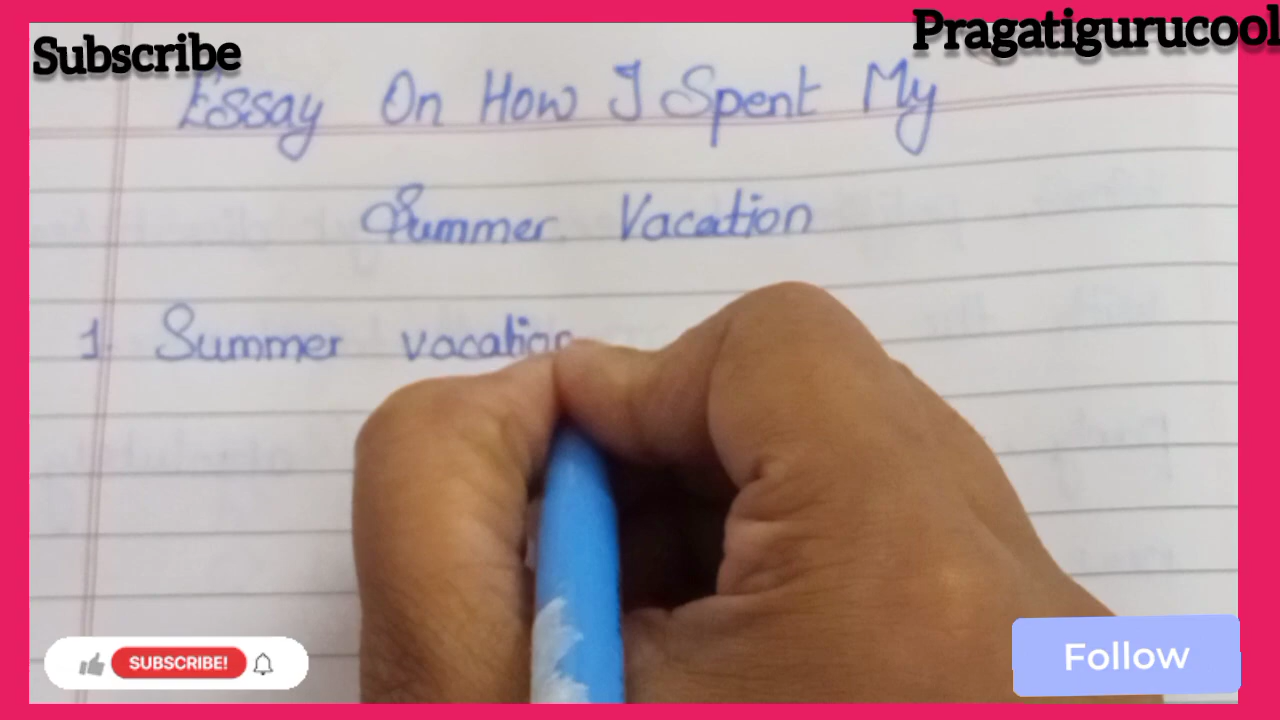 Subscribe
Pragatigurucool
Essay On How I Spent My
Summer Vacation
1. Summer vacation
SUBSCRIBE!
Follow